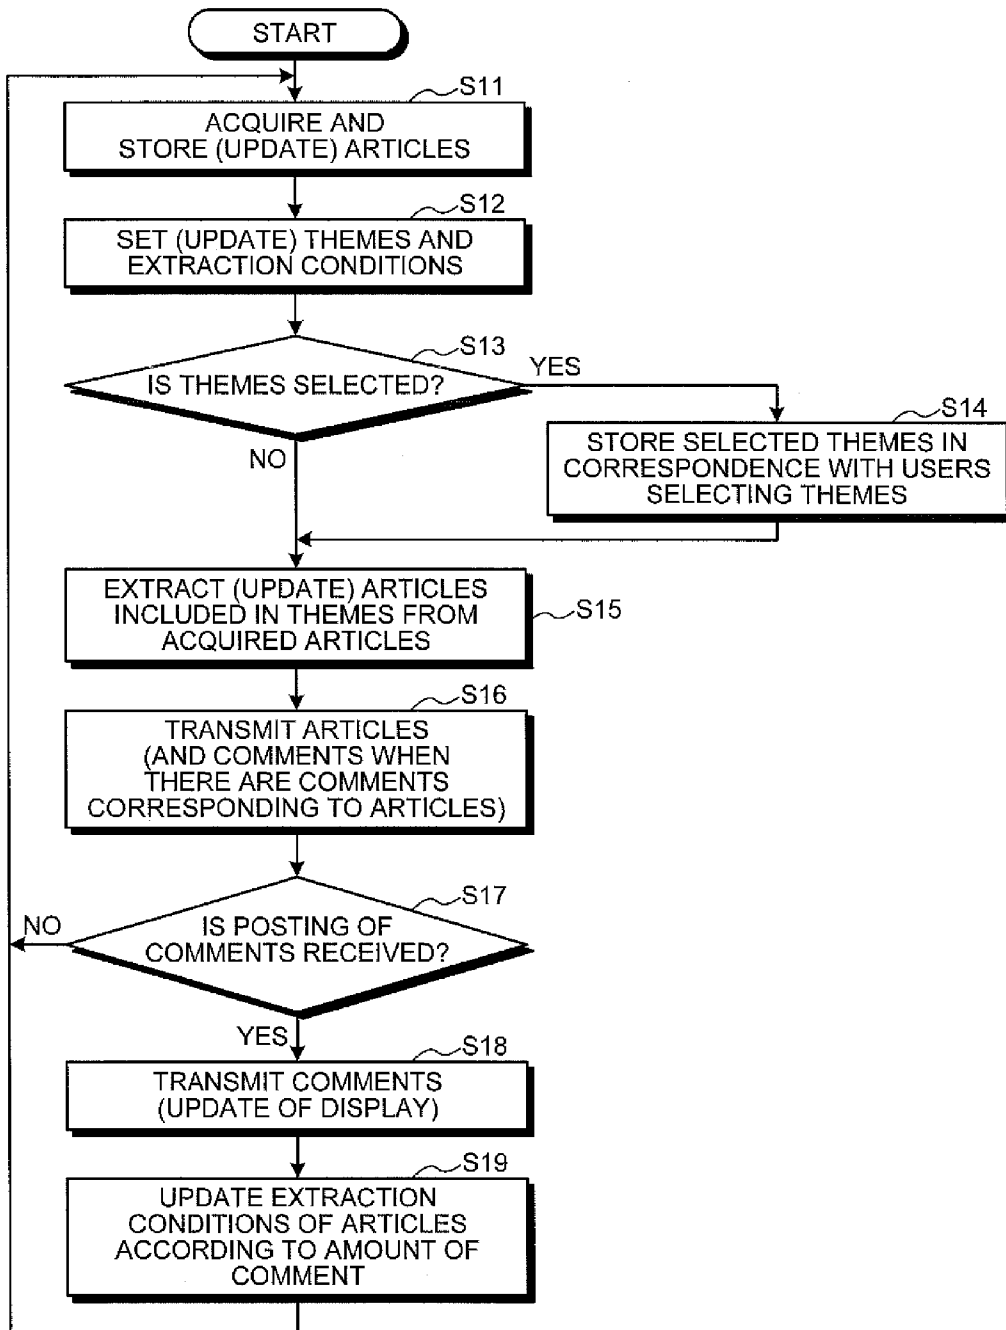 START
S11
ACQUIRE AND
STORE (UPDATE) ARTICLES
S12
SET (UPDATE) THEMES AND
EXTRACTION CONDITIONS
S13
IS THEMES SELECTED?
YES
NO
S14
STORE SELECTED THEMES IN
CORRESPONDENCE WITH USERS
SELECTING THEMES
EXTRACT (UPDATE) ARTICLES
INCLUDED IN THEMES FROM
ACQUIRED ARTICLES
S15
S16
TRANSMIT ARTICLES
(AND COMMENTS WHEN
THERE ARE COMMENTS
CORRESPONDING TO ARTICLES)
S17
NO
IS POSTING OF
COMMENTS RECEIVED?
YES
S18
TRANSMIT COMMENTS
(UPDATE OF DISPLAY)
S19
UPDATE EXTRACTION
CONDITIONS OF ARTICLES
ACCORDING TO AMOUNT OF
COMMENT